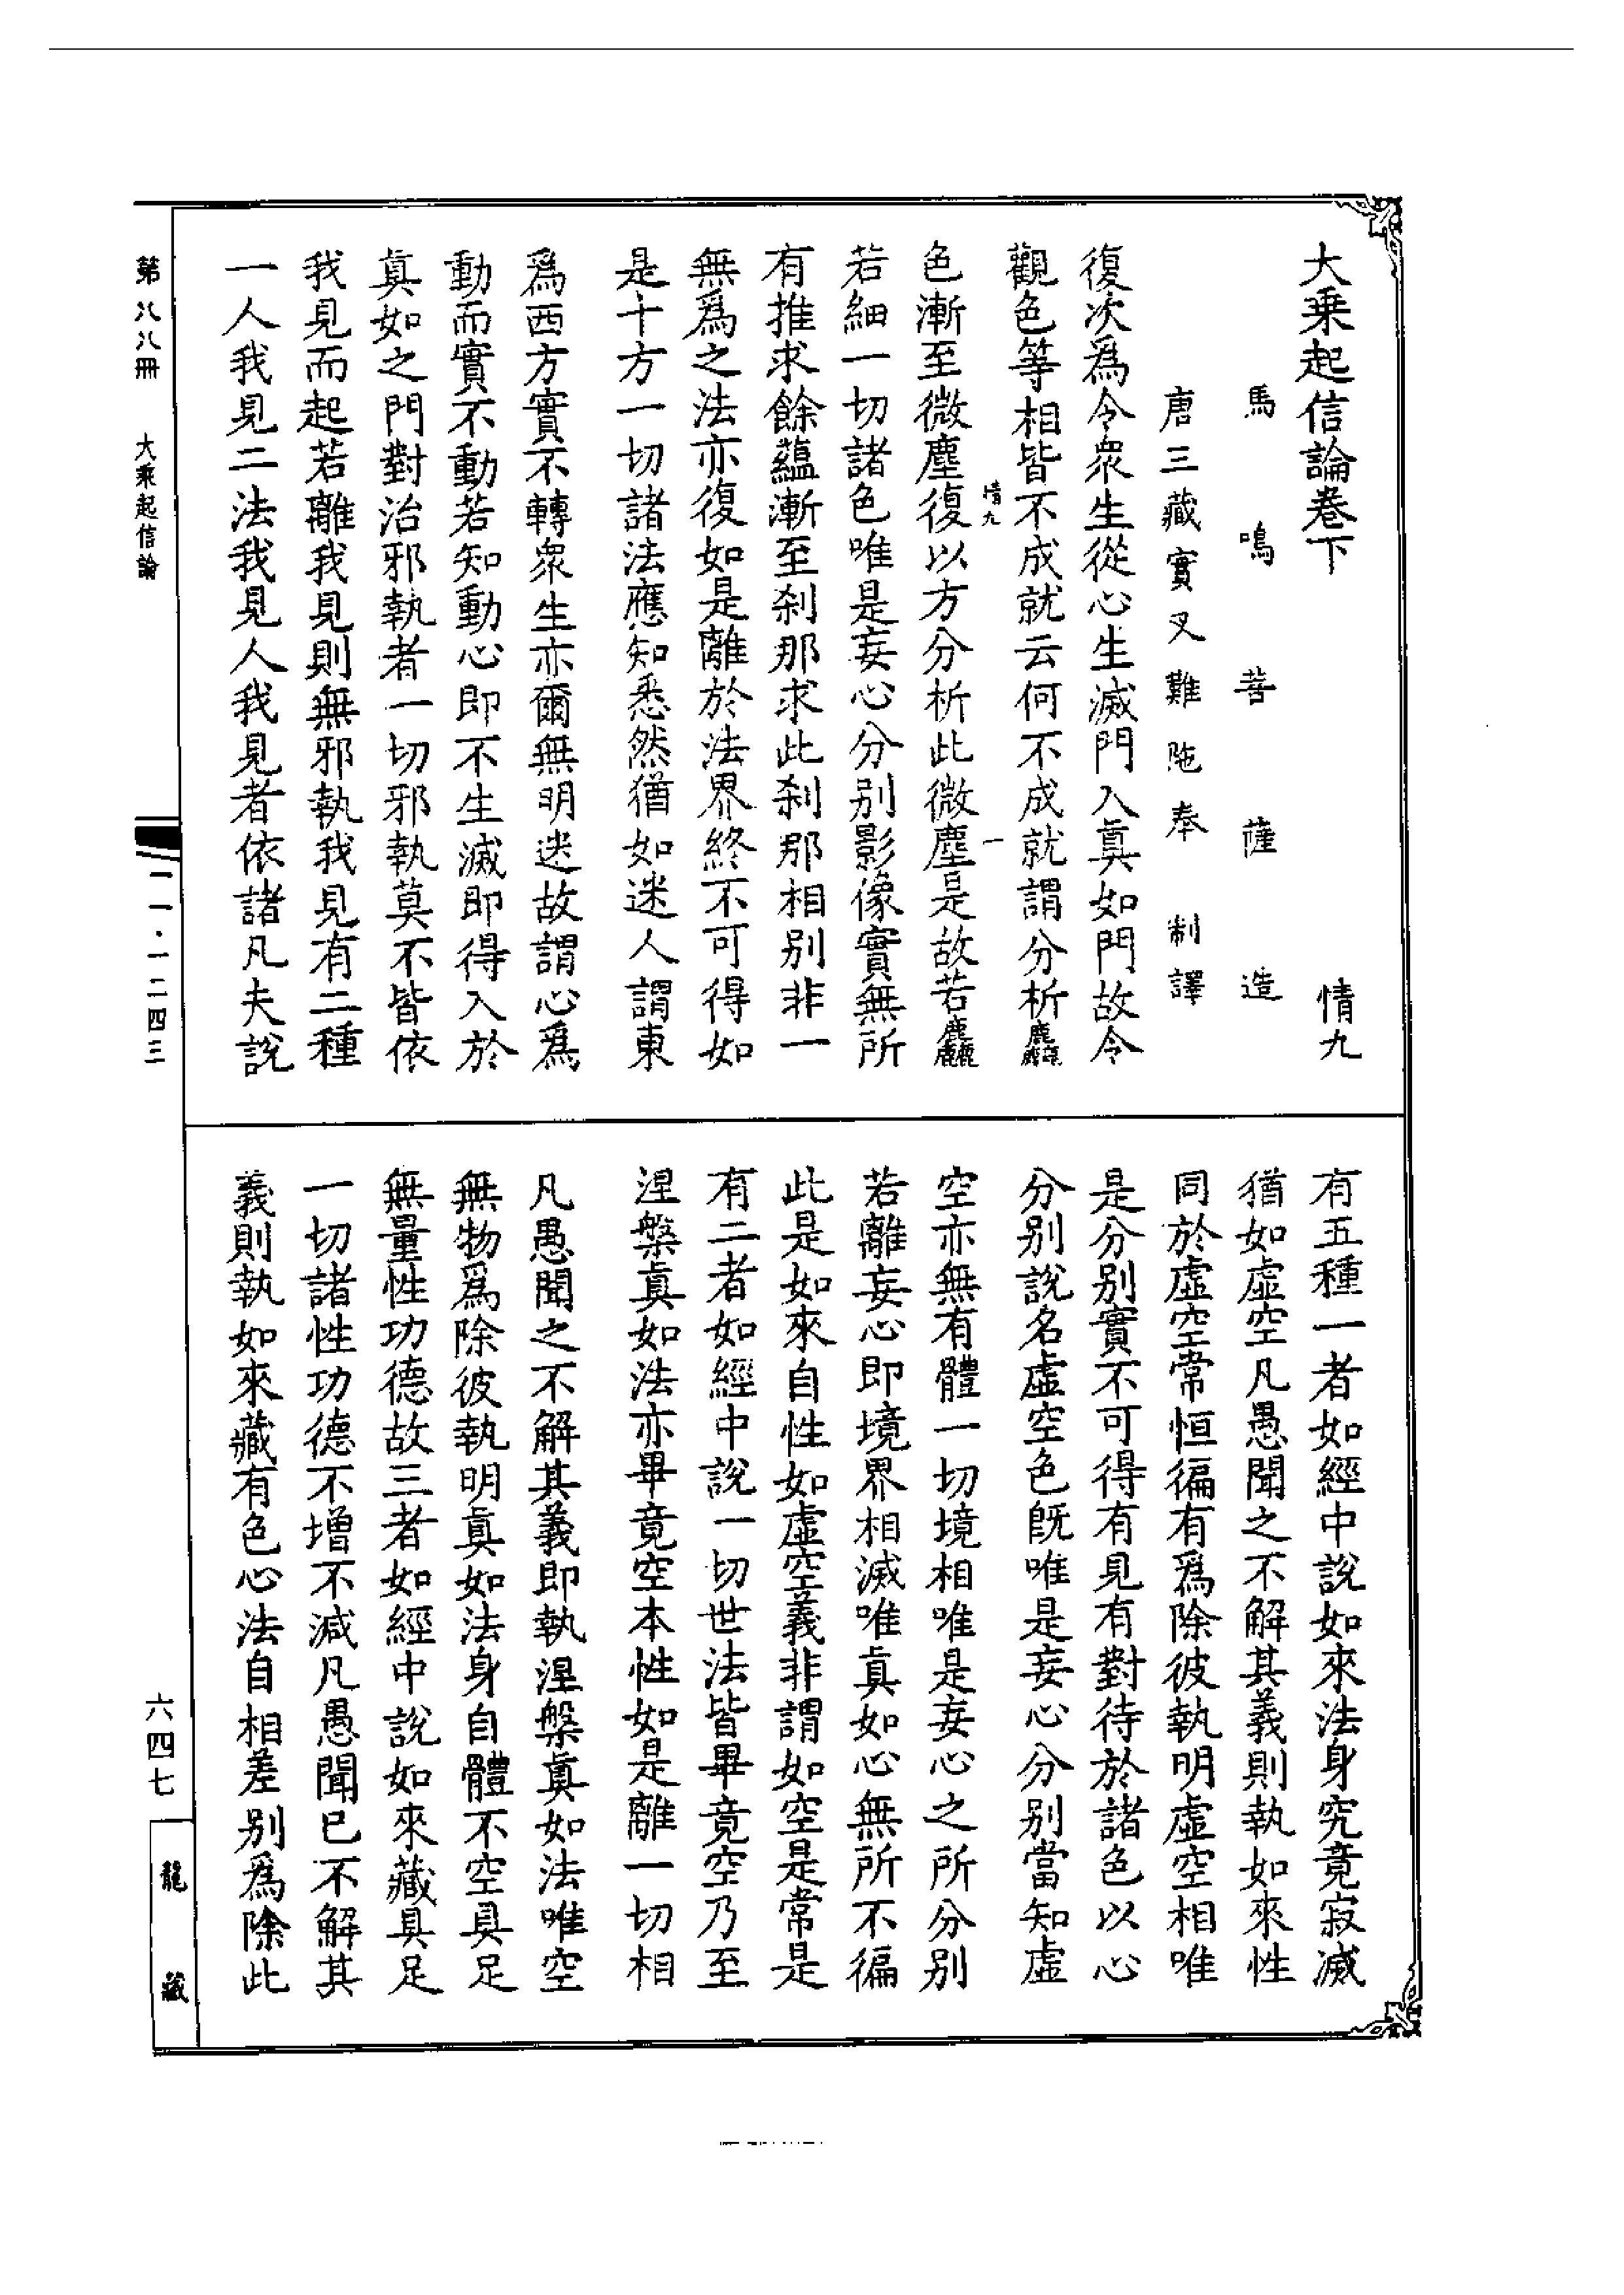 大乘起信論卷下　情九
馬鳴菩薩造
唐三藏實叉難陁奉　制譯
復次爲令衆生從心生滅門入真如門故令
觀色等相皆不成就云何不成就謂分析麤
色漸至微塵復以方分析此微塵是故若麤
若細一切諸色唯是妄心分别影像實無所
有推求餘蘊漸至刹那求此刹那相别非一
無爲之法亦復如是離於法界終不可得如
是十方一切諸法應知悉然猶如迷人謂東
爲西方實不轉衆生亦爾無明迷故謂心爲
動而實不動若知動心即不生滅即得入於
真如之門對治邪執者一切邪執莫不皆依
我見而起若離我見則無邪執我見有二種
一人我見二法我見人我見者依諸凡夫說
情九　一
有五種一者如經中說如來法身究竟寂滅
猶如虛空凡愚聞之不解其義則執如來性
同於虛空常恒徧有爲除彼執明虛空相唯
是分别實不可得有見有對待於諸色以心
分别說名虛空色旣唯是妄心分别當知虛
空亦無有體一切境相唯是妄心之所分别
若離妄心即境界相滅唯真如心無所不徧
此是如來自性如虛空義非謂如空是常是
有二者如經中說一切世法皆畢竟空乃至
涅槃真如法亦畢竟空本性如是離一切相
凡愚聞之不解其義即執涅槃真如法唯空
無物爲除彼執明真如法身自體不空具足
無量性功德故三者如經中說如來藏具足
一切諸性功德不增不減凡愚聞已不解其
義則執如來藏有色心法自相差别爲除此
第八八冊　大乘起信論
二一·一二四三
六四七
龍藏